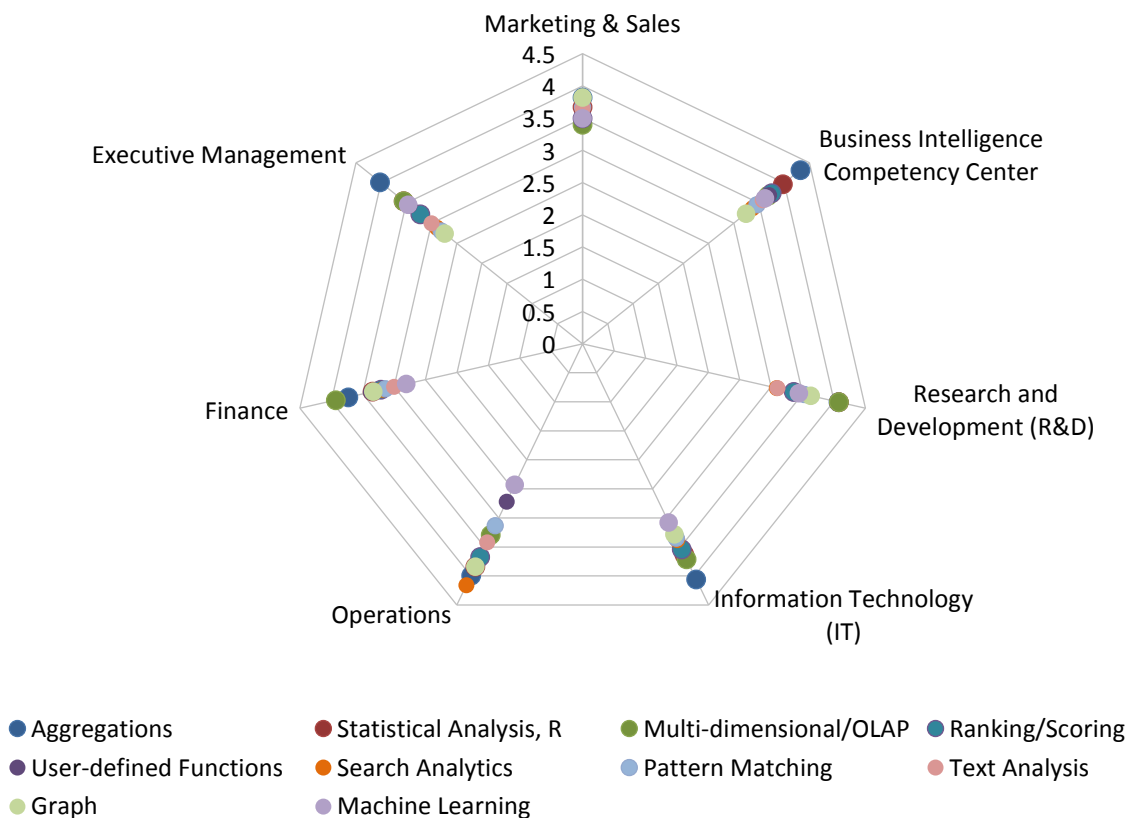 Marketing & Sales
4.5
4
3.5
3
2.5
2
1.5
1
0.5
0
Business Intelligence
Competency Center
Executive Management
Research and
Development (R&D)
Finance
Information Technology
(IT)
Operations
Aggregations
Statistical Analysis, R
Multi-dimensional/OLAP
Ranking/Scoring
User-defined Functions
Search Analytics
Pattern Matching
Text Analysis
Graph
Machine Learning